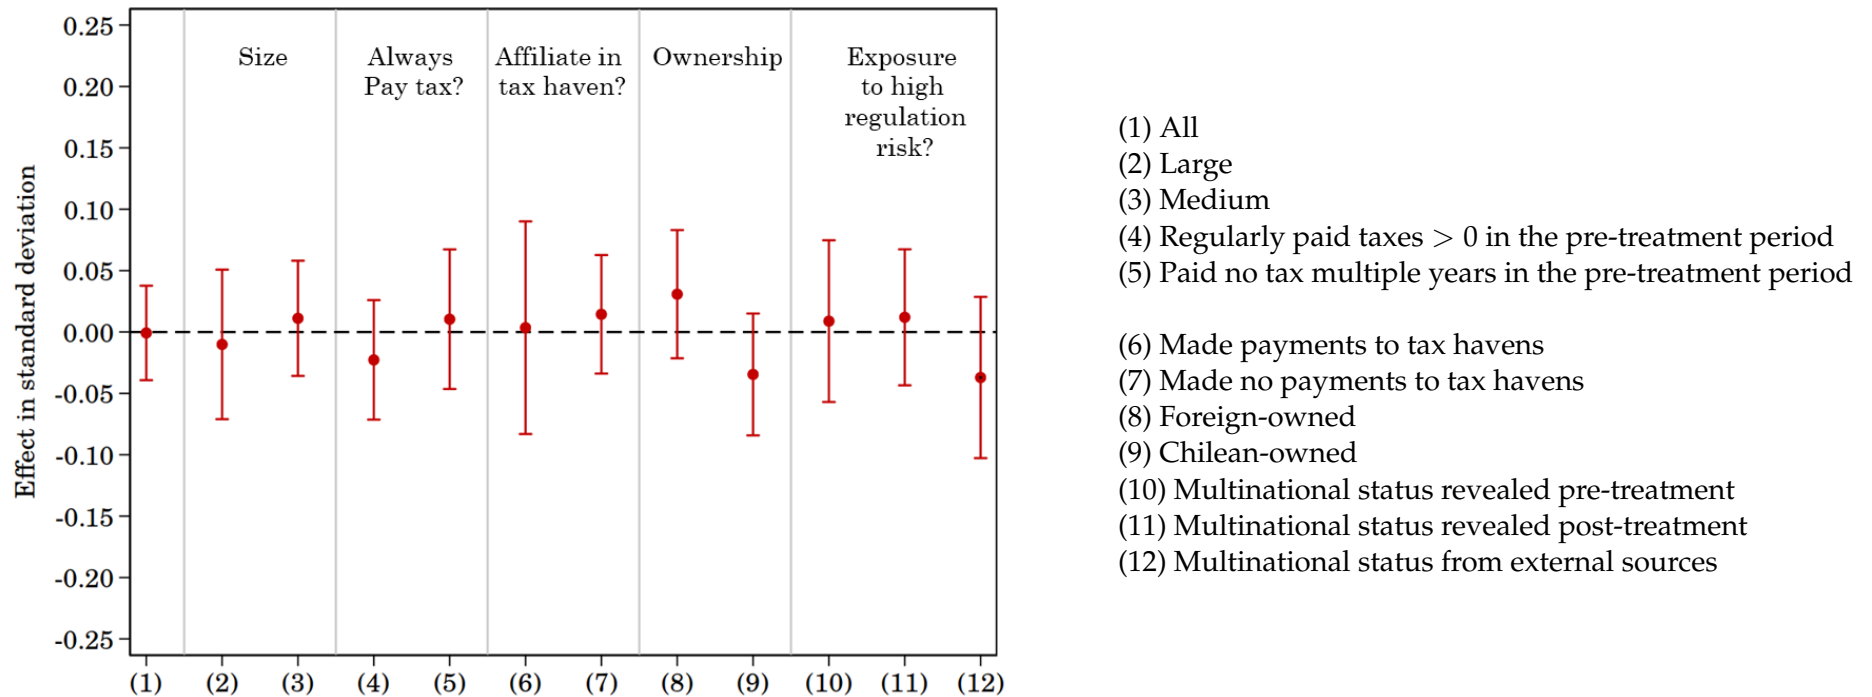 Effect in standard deviation
0.25
0.20
0.15
0.10
0.05
0.00
-0.05
-0.10
-0.15
-0.20
-0.25
Size
Always
Pay tax?
Affiliate in
tax haven?
Ownership
Exposure
to high
regulation
risk?
(1) (2) (3) (4) (5) (6) (7) (8) (9) (10) (11) (12)
(1) All
(2) Large
(3) Medium
(4) Regularly paid taxes > 0 in the pre-treatment period
(5) Paid no tax multiple years in the pre-treatment period
(6) Made payments to tax havens
(7) Made no payments to tax havens
(8) Foreign-owned
(9) Chilean-owned
(10) Multinational status revealed pre-treatment
(11) Multinational status revealed post-treatment
(12) Multinational status from external sources